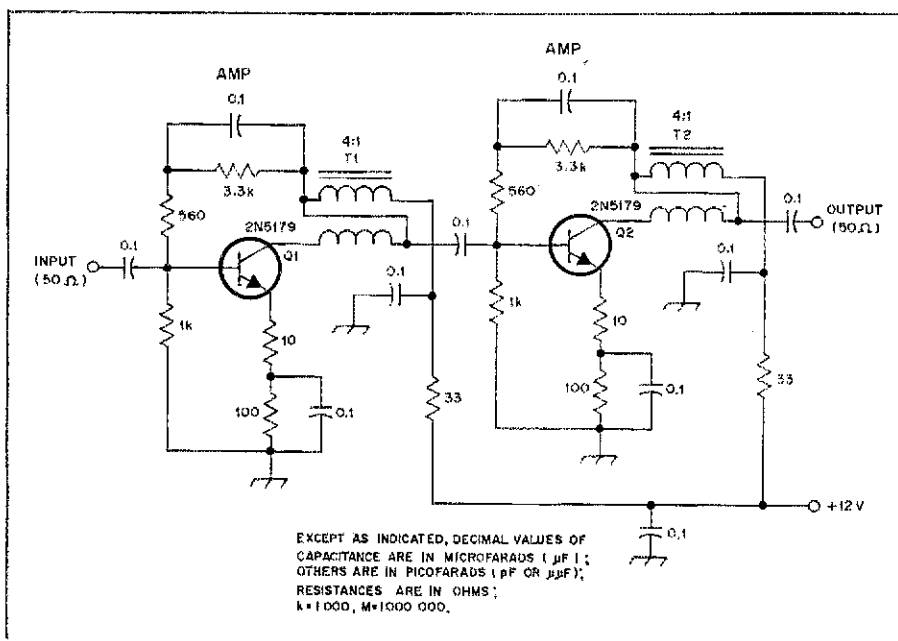 AMP
AMP
0.1
0.1
4:1
T1
4:1
T2
3.3k
3.3k
560
560
2N5179
Q1
2N5179
Q2
0.1
0.1
0.1
INPUT
(50Ω)
OUTPUT
(50Ω)
0.1
0.1
1k
1k
10
10
100
100
0.1
0.1
33
33
+12V
0.1
EXCEPT AS INDICATED, DECIMAL VALUES OF
CAPACITANCE ARE IN MICROFARADS (µF);
OTHERS ARE IN PICOFARADS (pF OR µµF);
RESISTANCES ARE IN OHMS;
k=1000, M=1000 000.